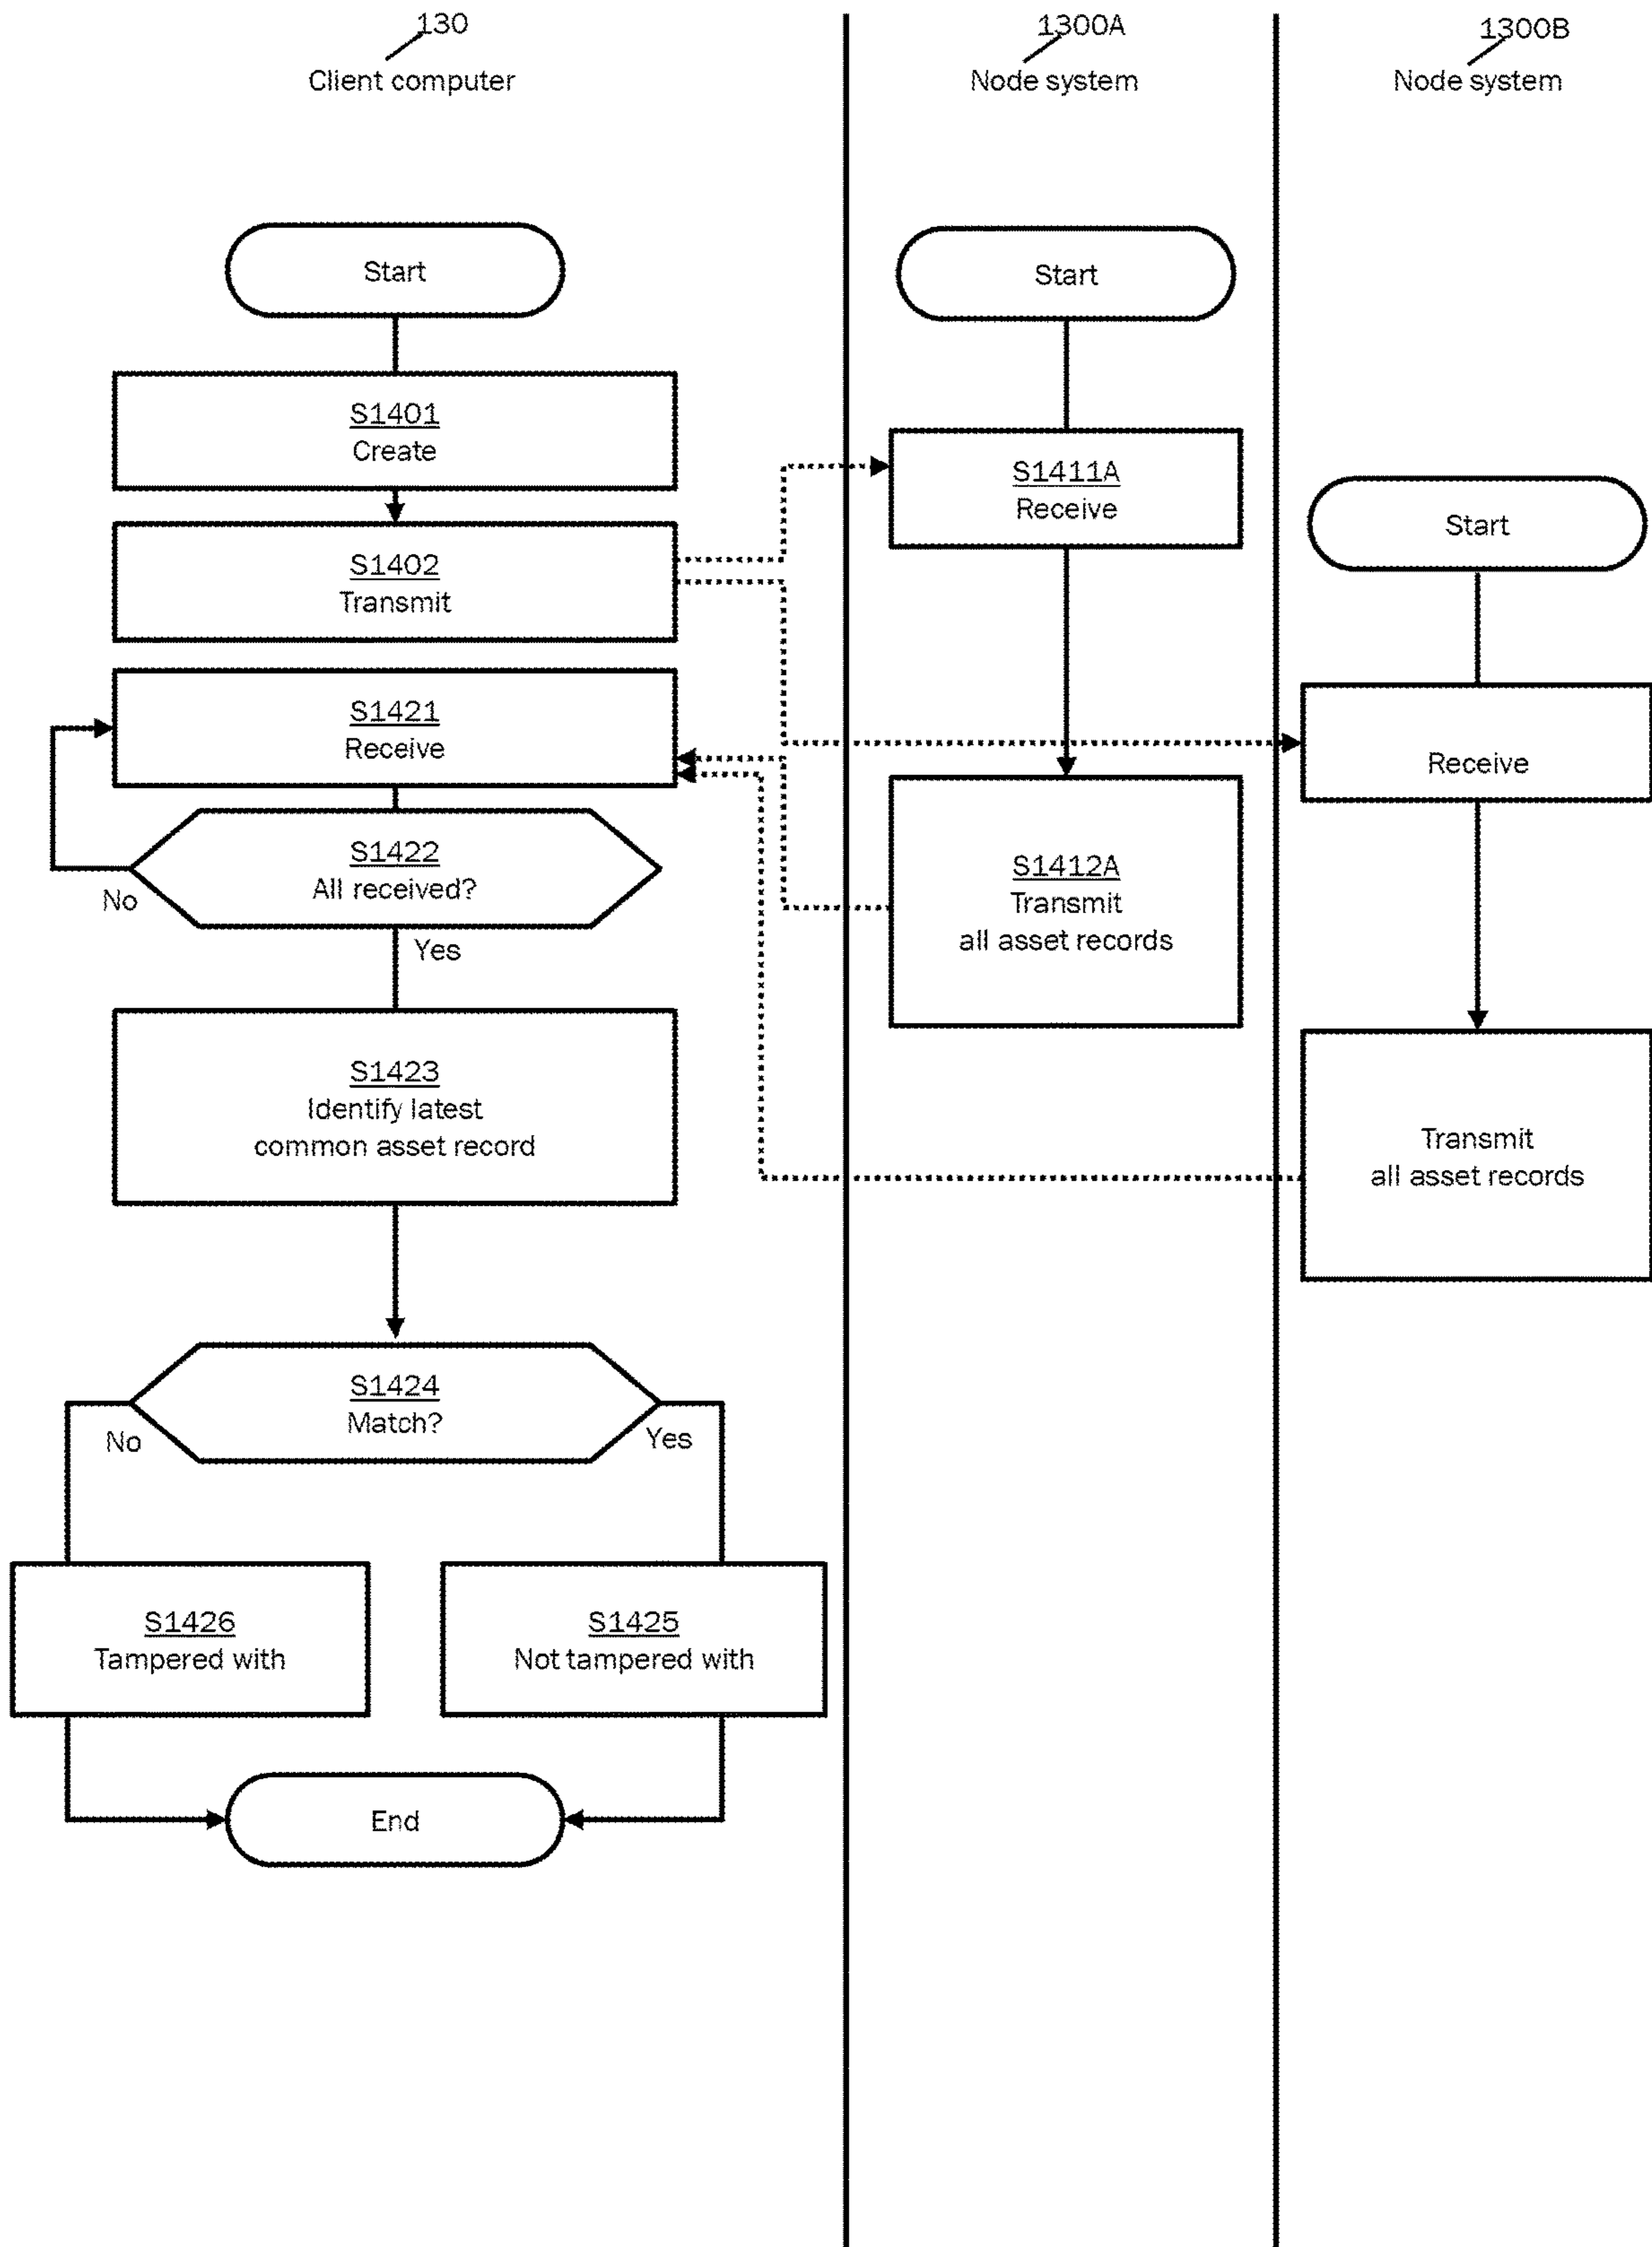 130
Client computer
Start
S1401
Create
S1402
Transmit
S1421
Receive
S1422
All received?
No
Yes
S1423
Identify latest
common asset record
S1424
Match?
No
Yes
S1426
Tampered with
S1425
Not tampered with
End
1300A
Node system
Start
S1411A
Receive
S1412A
Transmit
all asset records
1300B
Node system
Start
Receive
Transmit
all asset records